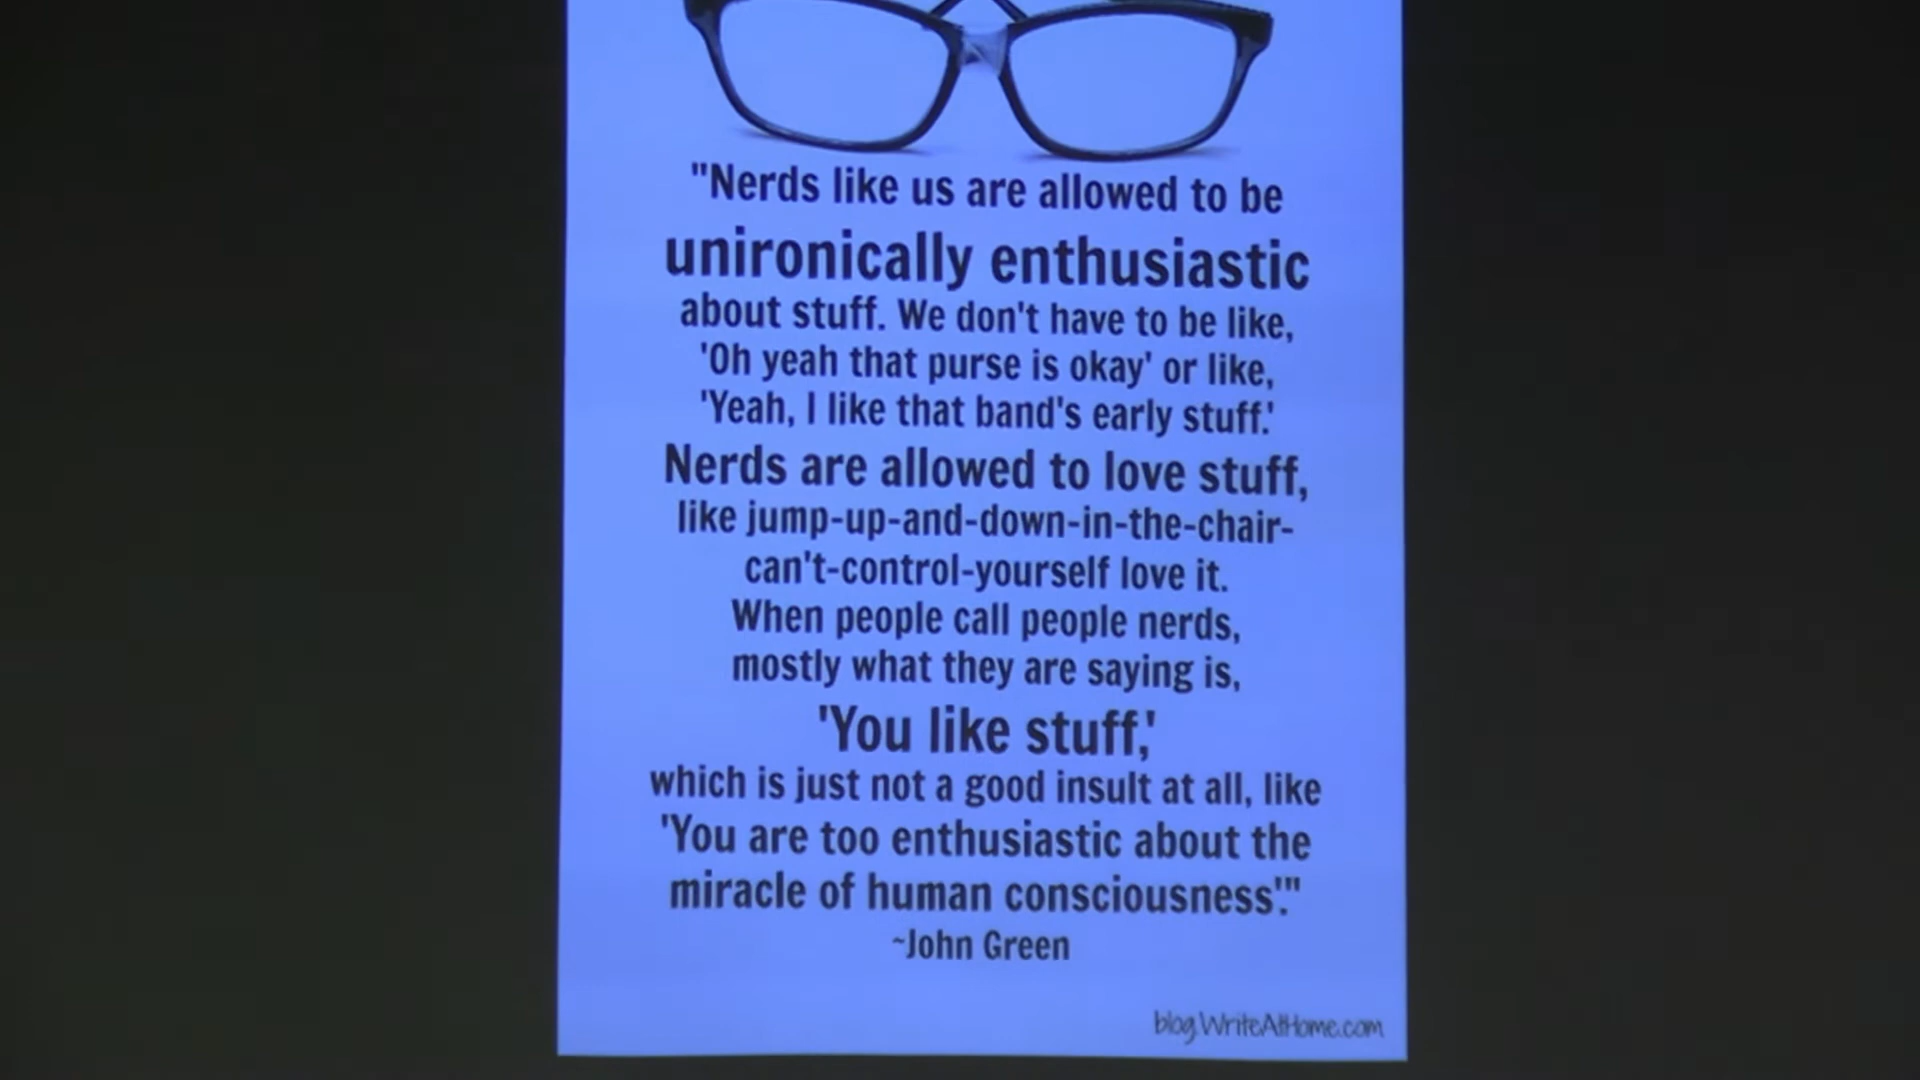 "Nerds like us are allowed to be
unironically enthusiastic
about stuff. We don't have to be like,
'Oh yeah that purse is okay' or like,
'Yeah, I like that band's early stuff.'
Nerds are allowed to love stuff,
like jump-up-and-down-in-the-chair-
can't-control-yourself love it.
When people call people nerds,
mostly what they are saying is,
'You like stuff,'
which is just not a good insult at all, like
'You are too enthusiastic about the
miracle of human consciousness'."
~John Green
blog.WriteAtHome.com